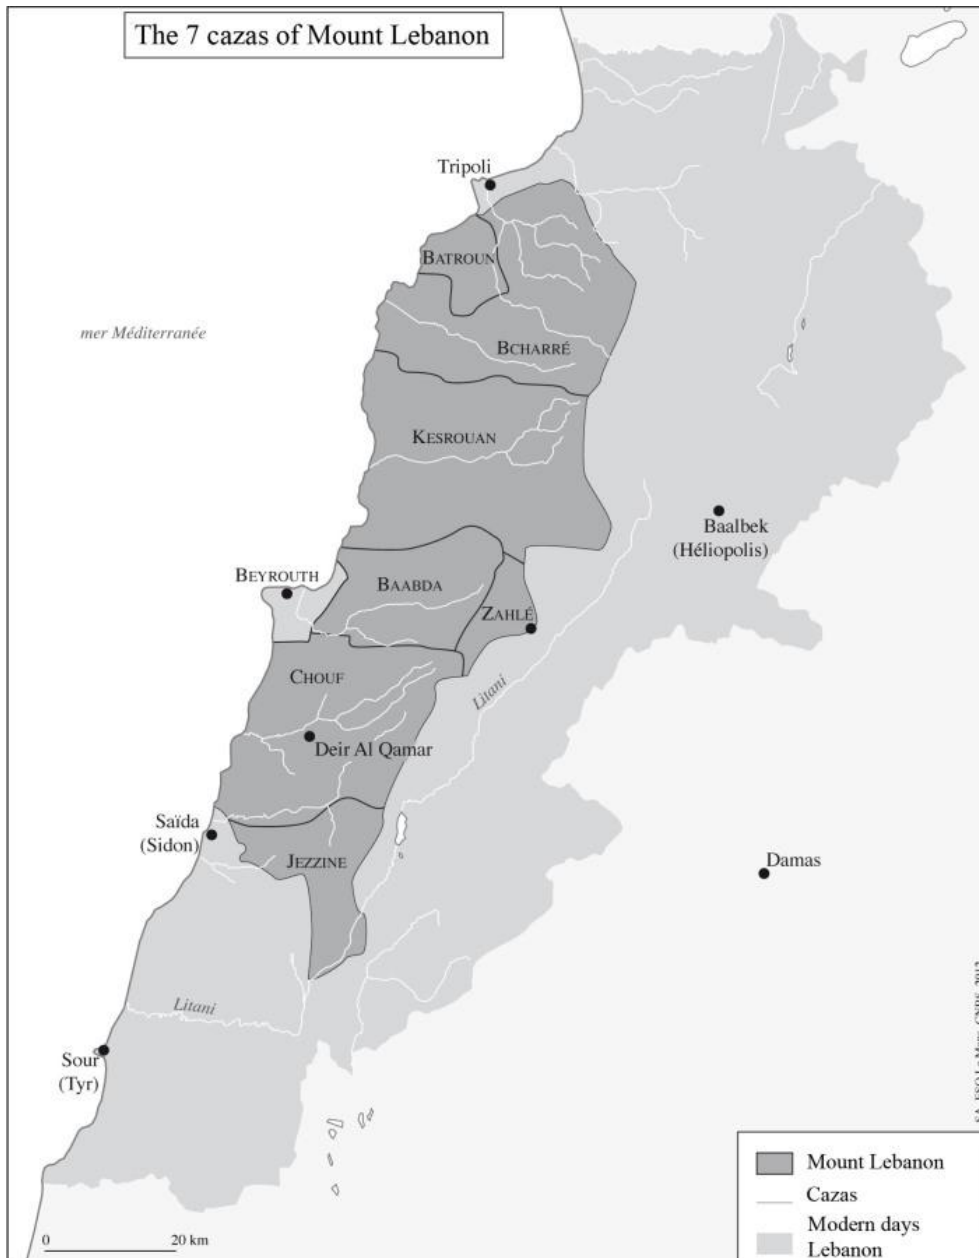 The 7 cazas of Mount Lebanon
Tripoli
BATROUN
mer Méditerranée
BCHARRÉ
KESROUAN
Baalbek
(Héliopolis)
BEYROUTH
BAABDA
ZAHLÉ
CHOUF
Litani
Deir Al Qamar
Saïda
(Sidon)
JEZZINE
Damas
Litani
Sour
(Tyr)
Mount Lebanon
Cazas
Modern days
Lebanon
0 20 km